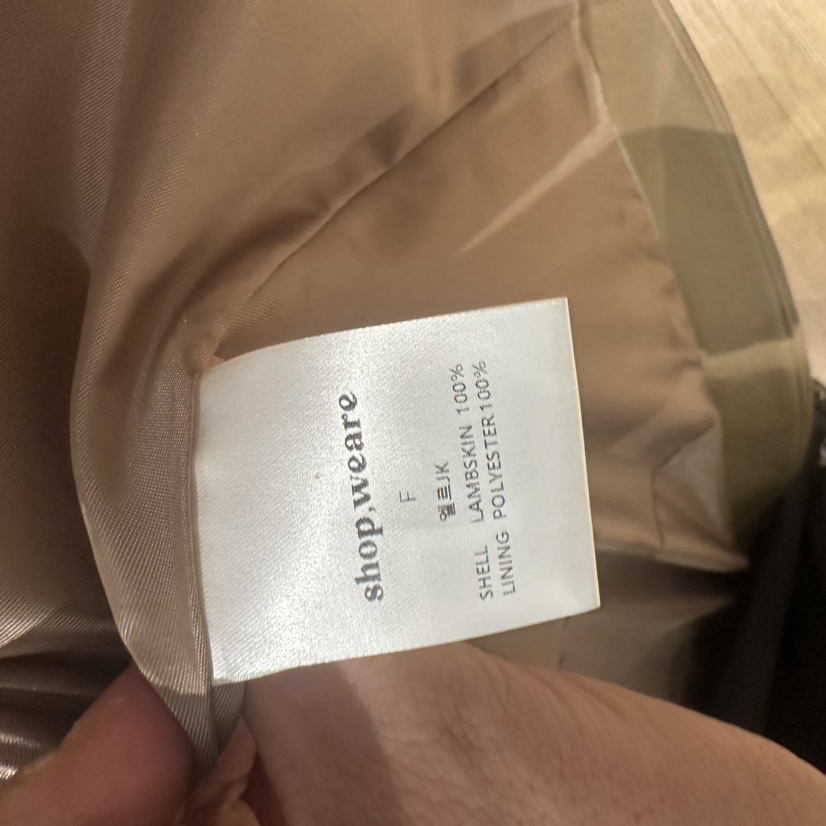 shop.weare
F
엘르JK
SHELL LAMBSKIN 100%
LINING POLYESTER 100%